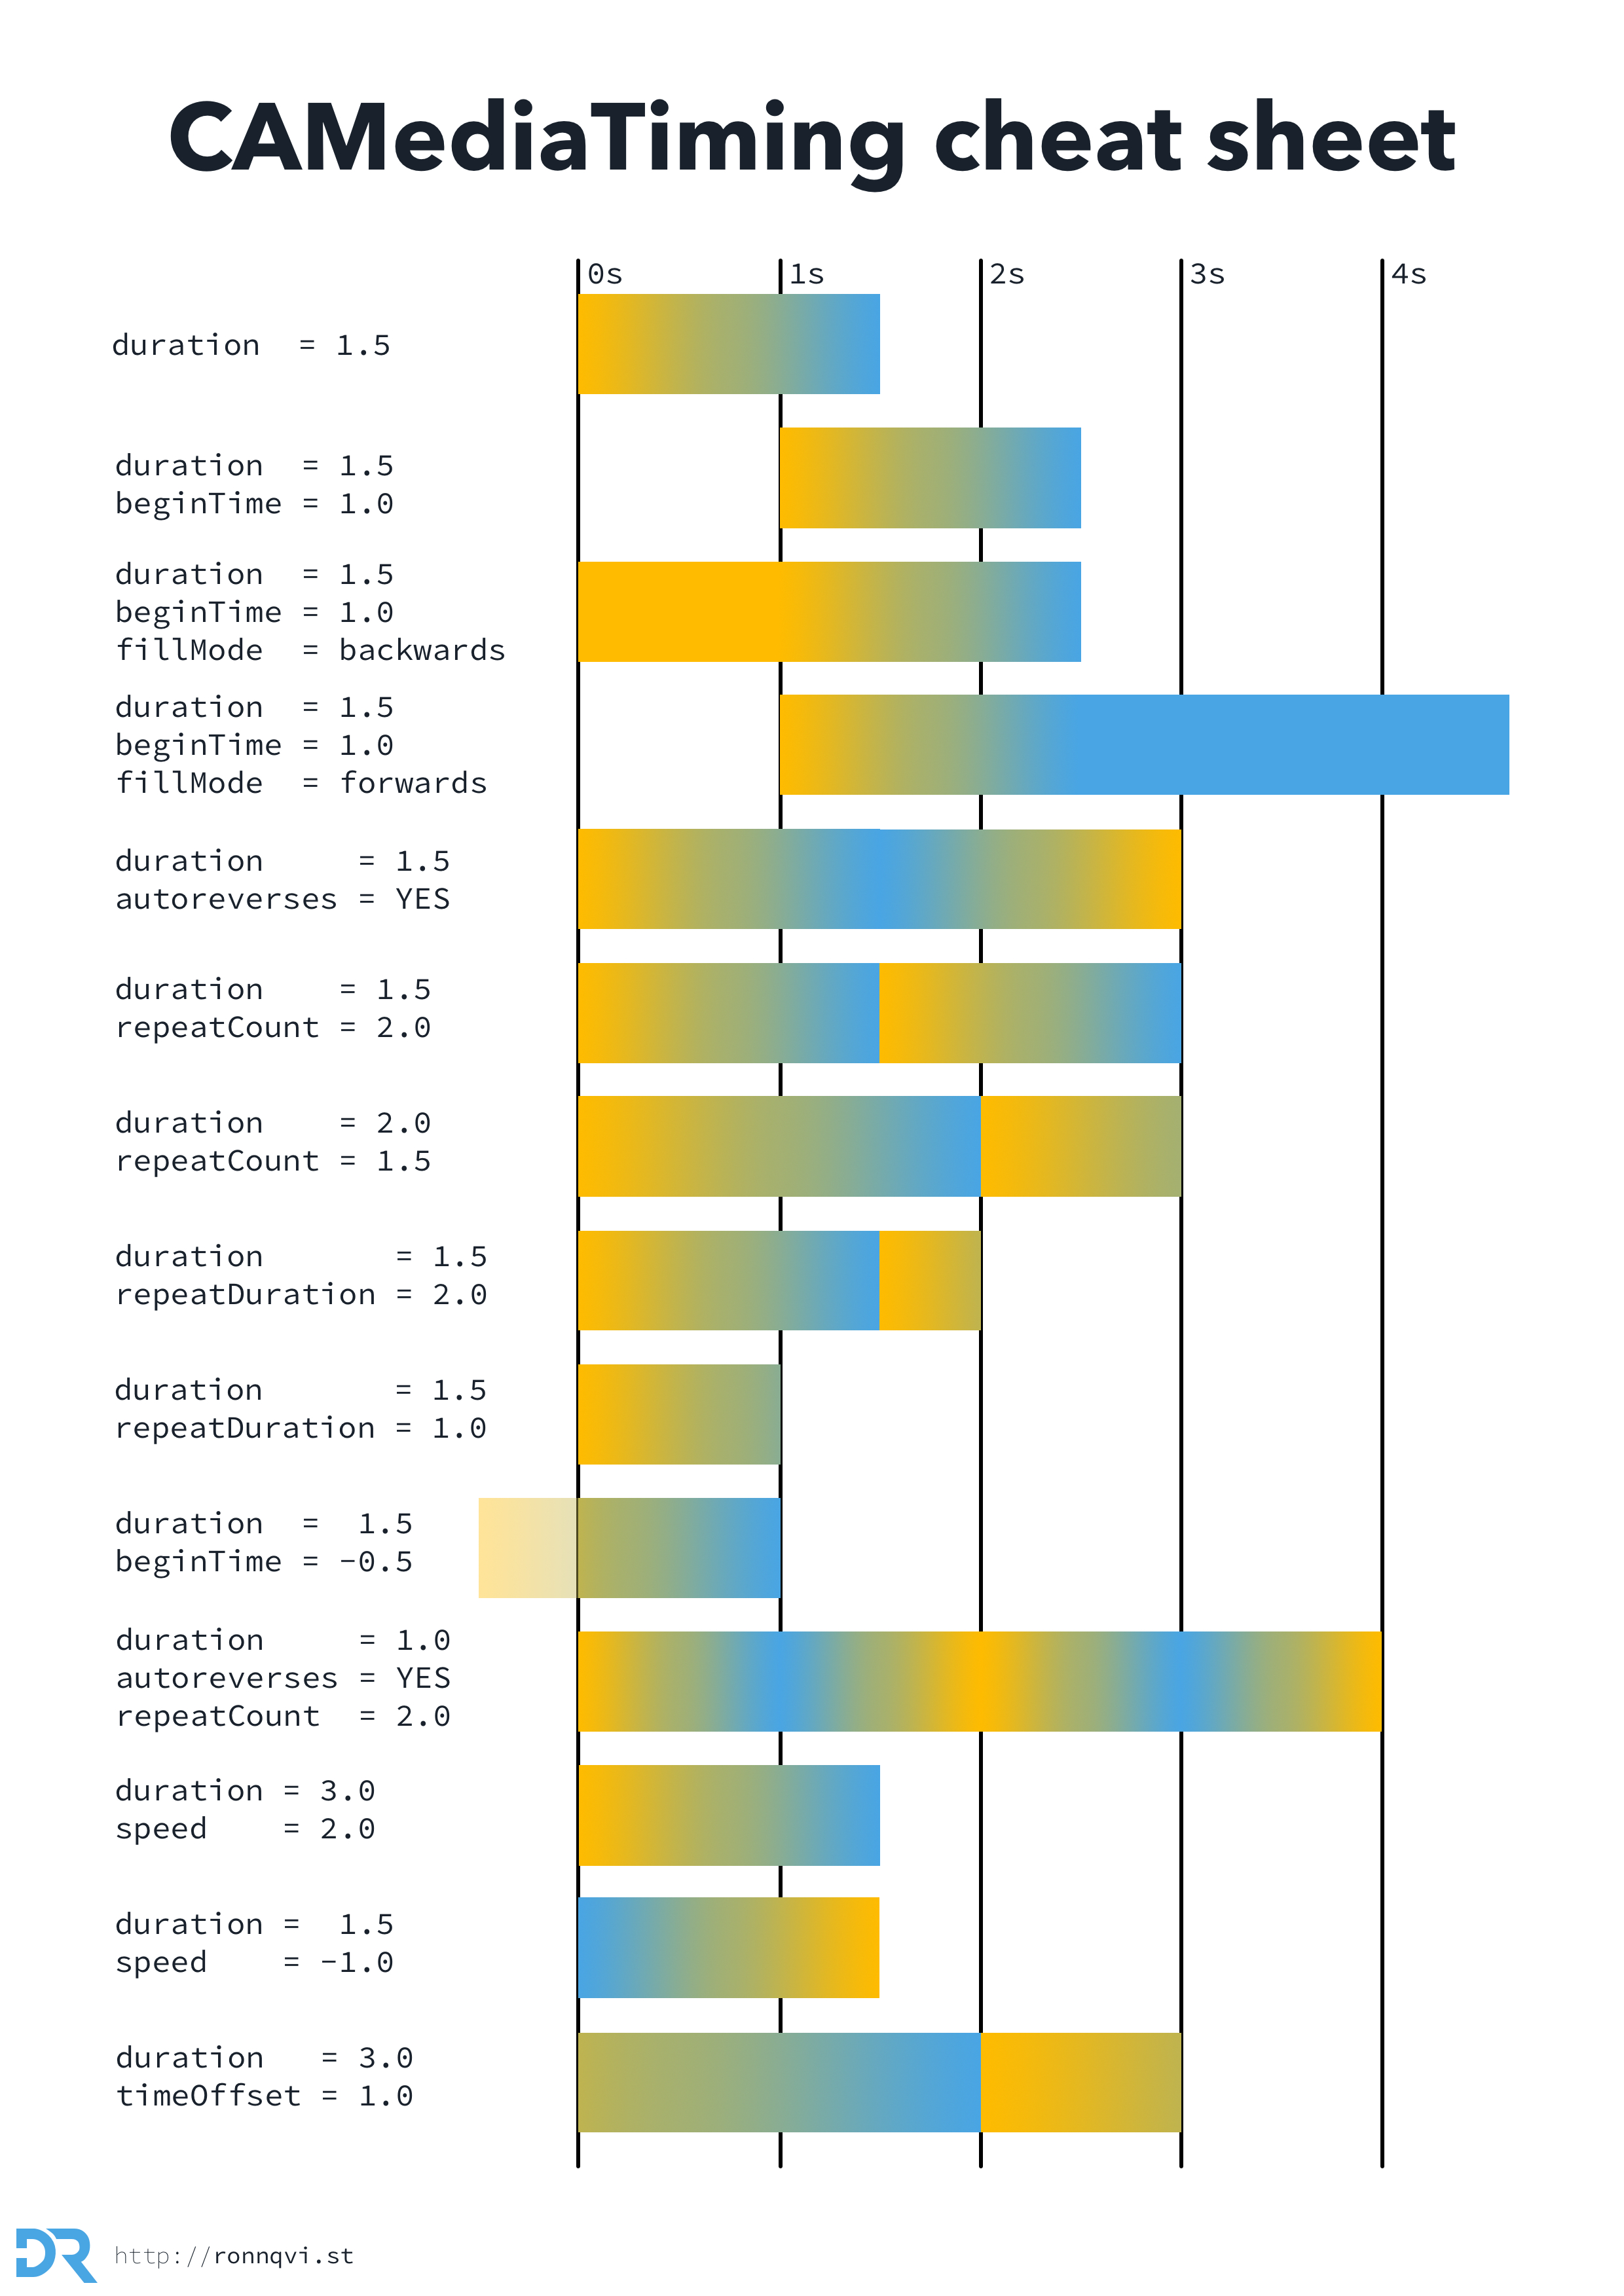 CAMediaTiming cheat sheet
0s 1s 2s 3s 4s
duration  = 1.5
duration  = 1.5
beginTime = 1.0
duration  = 1.5
beginTime = 1.0
fillMode  = backwards
duration  = 1.5
beginTime = 1.0
fillMode  = forwards
duration     = 1.5
autoreverses = YES
duration    = 1.5
repeatCount = 2.0
duration    = 2.0
repeatCount = 1.5
duration       = 1.5
repeatDuration = 2.0
duration       = 1.5
repeatDuration = 1.0
duration  =  1.5
beginTime = −0.5
duration     = 1.0
autoreverses = YES
repeatCount  = 2.0
duration = 3.0
speed    = 2.0
duration =  1.5
speed    = −1.0
duration   = 3.0
timeOffset = 1.0
DR http://ronnqvi.st